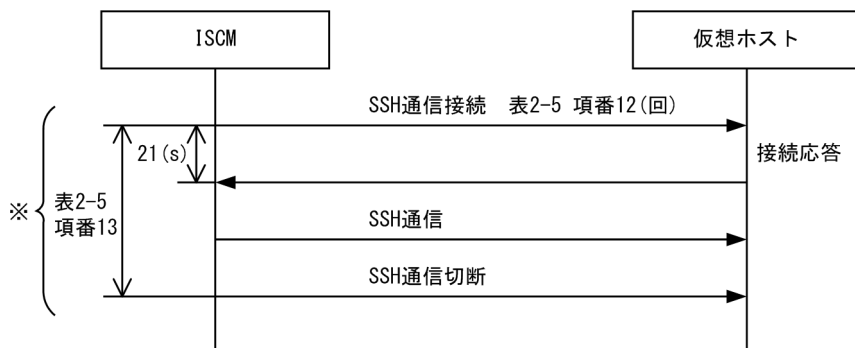 ISCM
仮想ホスト
SSH通信接続　表2-5 項番12(回)
21(s)
接続応答
※
表2-5
項番13
SSH通信
SSH通信切断